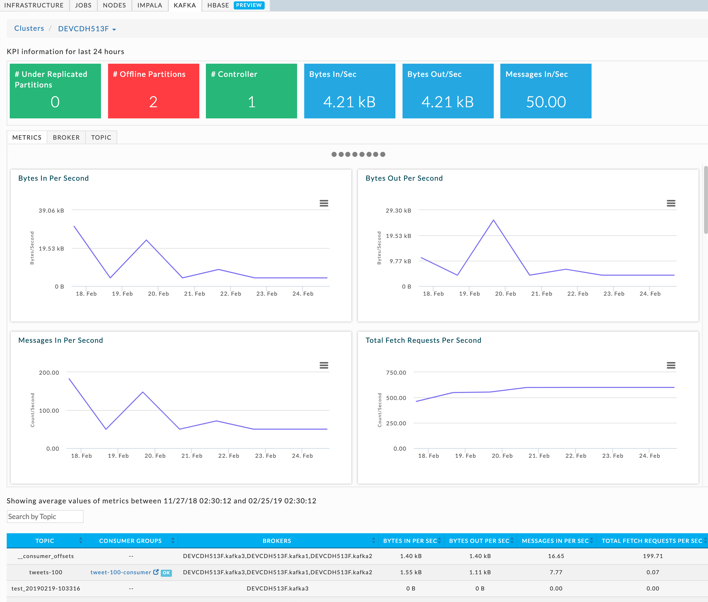 INFRASTRUCTURE JOBS NODES IMPALA KAFKA HBASE PREVIEW
Clusters / DEVCDH513F
KPI information for last 24 hours
# Under Replicated Partitions
0
# Offline Partitions
2
# Controller
1
Bytes In/Sec
4.21 kB
Bytes Out/Sec
4.21 kB
Messages In/Sec
50.00
METRICS BROKER TOPIC
Bytes In Per Second
39.06 kB
19.53 kB
0 B
Bytes/Second
18. Feb 19. Feb 20. Feb 21. Feb 22. Feb 23. Feb 24. Feb
Bytes Out Per Second
29.30 kB
19.53 kB
9.77 kB
0 B
Bytes/Second
18. Feb 19. Feb 20. Feb 21. Feb 22. Feb 23. Feb 24. Feb
Messages In Per Second
200.00
100.00
0.00
Count/Second
18. Feb 19. Feb 20. Feb 21. Feb 22. Feb 23. Feb 24. Feb
Total Fetch Requests Per Second
750.00
500.00
250.00
0.00
Count/Second
18. Feb 19. Feb 20. Feb 21. Feb 22. Feb 23. Feb 24. Feb
Showing average values of metrics between 11/27/18 02:30:12 and 02/25/19 02:30:12
Search by Topic
TOPIC CONSUMER GROUPS BROKERS BYTES IN PER SEC BYTES OUT PER SEC MESSAGES IN PER SEC TOTAL FETCH REQUESTS PER SEC
__consumer_offsets -- DEVCDH513F.kafka3,DEVCDH513F.kafka1,DEVCDH513F.kafka2 1.40 kB 1.40 kB 16.65 199.71
tweets-100 tweet-100-consumer OK DEVCDH513F.kafka3,DEVCDH513F.kafka1,DEVCDH513F.kafka2 1.55 kB 1.11 kB 7.77 0.07
test_20190219-103316 -- DEVCDH513F.kafka3 0 B 0 B 0.00 0.00